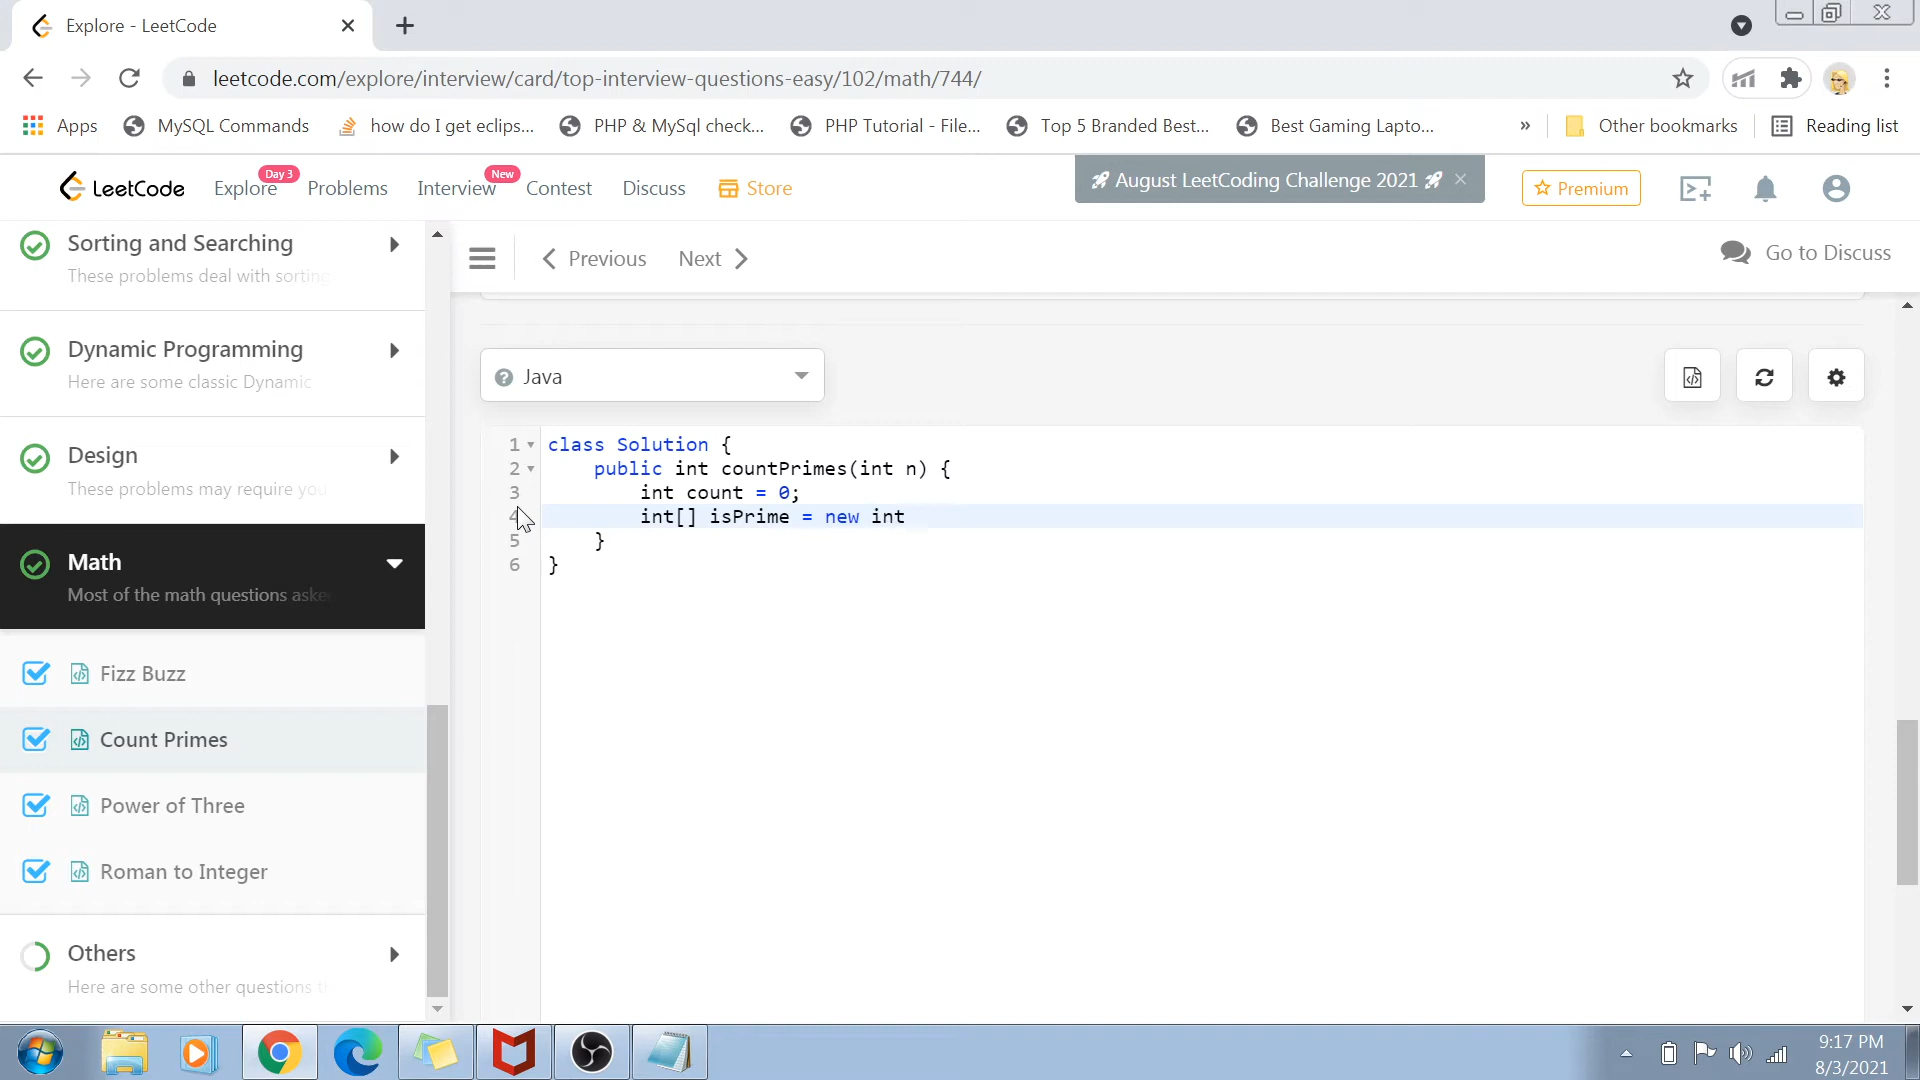 Explore - LeetCode
leetcode.com/explore/interview/card/top-interview-questions-easy/102/math/744/
Apps
MySQL Commands
how do I get eclips...
PHP & MySql check...
PHP Tutorial - File...
Top 5 Branded Best...
Best Gaming Lapto...
»
Other bookmarks
Reading list
LeetCode
Explore
Day 3
Problems
Interview
New
Contest
Discuss
Store
August LeetCoding Challenge 2021
Premium
Sorting and Searching
These problems deal with sorting
Dynamic Programming
Here are some classic Dynamic
Design
These problems may require you
Math
Most of the math questions aske
Fizz Buzz
Count Primes
Power of Three
Roman to Integer
Others
Here are some other questions t
Previous
Next
Go to Discuss
Java
1 class Solution {
2 public int countPrimes(int n) {
3 int count = 0;
4 int[] isPrime = new int
5 }
6 }
9:17 PM
8/3/2021